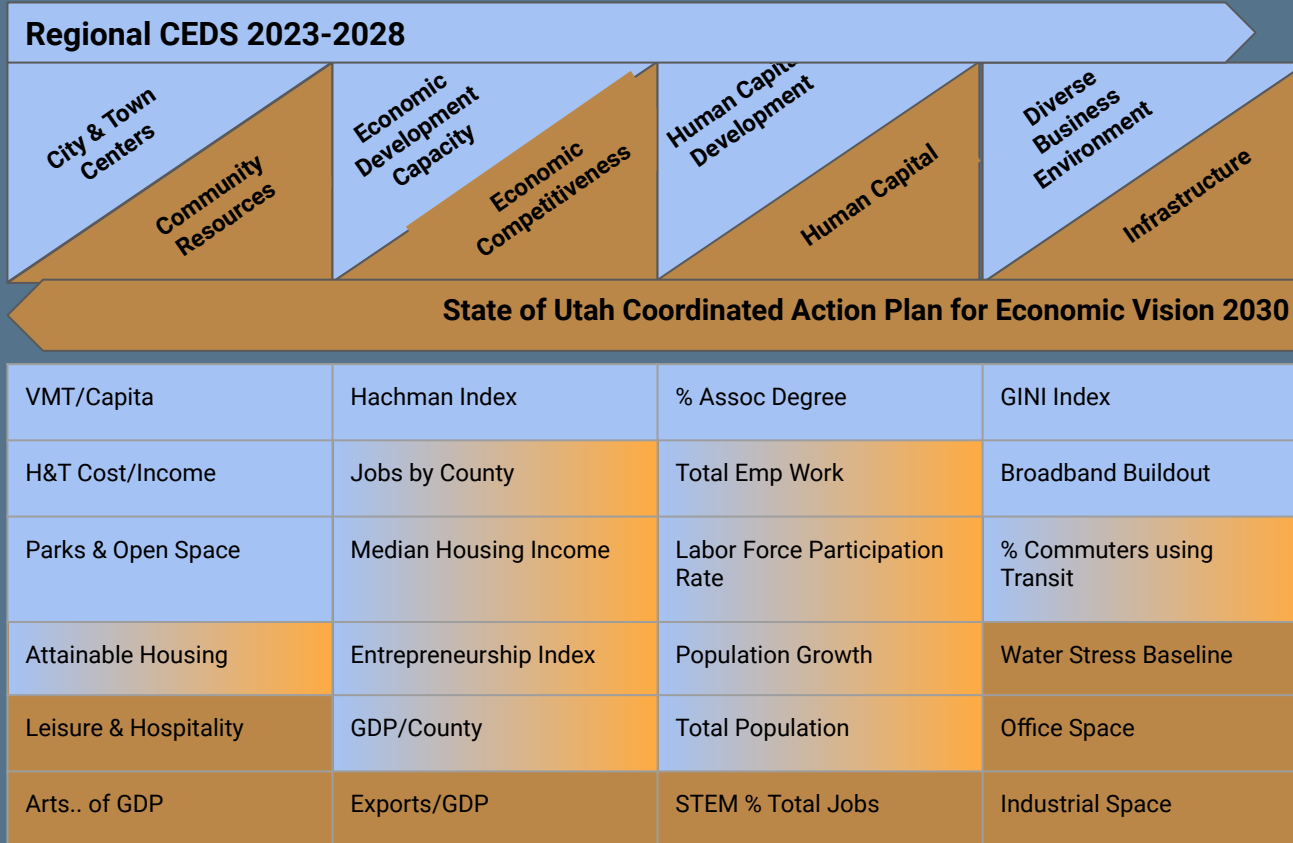 Regional CEDS 2023-2028
City & Town
Centers
Community
Resources
Economic
Development
Capacity
Economic
Competitiveness
Human Capital
Development
Human Capital
Diverse
Business
Environment
Infrastructure
State of Utah Coordinated Action Plan for Economic Vision 2030
VMT/Capita
Hachman Index
% Assoc Degree
GINI Index
H&T Cost/Income
Jobs by County
Total Emp Work
Broadband Buildout
Parks & Open Space
Median Housing Income
Labor Force Participation
Rate
% Commuters using
Transit
Attainable Housing
Entrepreneurship Index
Population Growth
Water Stress Baseline
Leisure & Hospitality
GDP/County
Total Population
Office Space
Arts.. of GDP
Exports/GDP
STEM % Total Jobs
Industrial Space